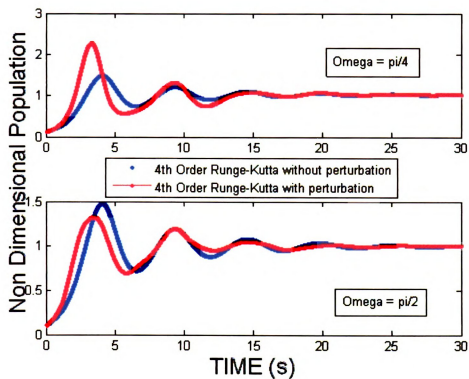 3
2
1
0
0 5 10 15 20 25 30
Omega = pi/4
4th Order Runge-Kutta without perturbation
4th Order Runge-Kutta with perturbation
1.5
1
0.5
0
0 5 10 15 20 25 30
Omega = pi/2
Non Dimensional Population
TIME (s)